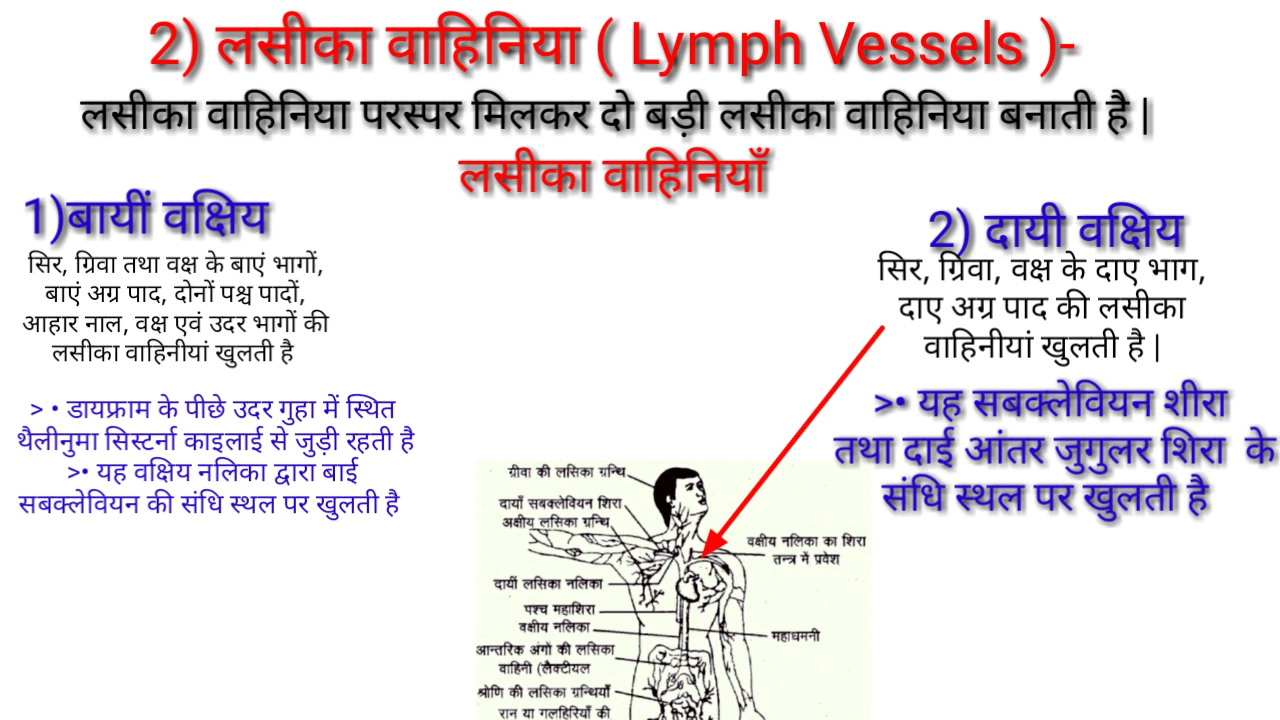 2) लसीका वाहिनिया ( Lymph Vessels )-
लसीका वाहिनिया परस्पर मिलकर दो बड़ी लसीका वाहिनिया बनाती है |
लसीका वाहिनियाँ
1)बायीं वक्षिय
सिर, ग्रिवा तथा वक्ष के बाएं भागों,
बाएं अग्र पाद, दोनों पश्च पादों,
आहार नाल, वक्ष एवं उदर भागों की
लसीका वाहिनीयां खुलती है
> • डायफ्राम के पीछे उदर गुहा में स्थित
थैलीनुमा सिस्टर्ना काइलाई से जुड़ी रहती है
>• यह वक्षिय नलिका द्वारा बाई
सबक्लेवियन की संधि स्थल पर खुलती है
2) दायी वक्षिय
सिर, ग्रिवा, वक्ष के दाए भाग,
दाए अग्र पाद की लसीका
वाहिनीयां खुलती है |
>• यह सबक्लेवियन शीरा
तथा दाई आंतर जुगुलर शिरा के
संधि स्थल पर खुलती है
ग्रीवा की लसिका ग्रन्थि
दायाँ सबक्लेवियन शिरा
अक्षीय लसिका ग्रन्थि
वक्षीय नलिका का शिरा
तन्त्र में प्रवेश
दायीं लसिका नलिका
पश्च महाशिरा
वक्षीय नलिका
महाधमनी
आन्तरिक अंगों की लसिका
वाहिनी (लैक्टीयल
श्रोणि की लसिका ग्रन्थियाँ
रान या गलहिरियाँ की